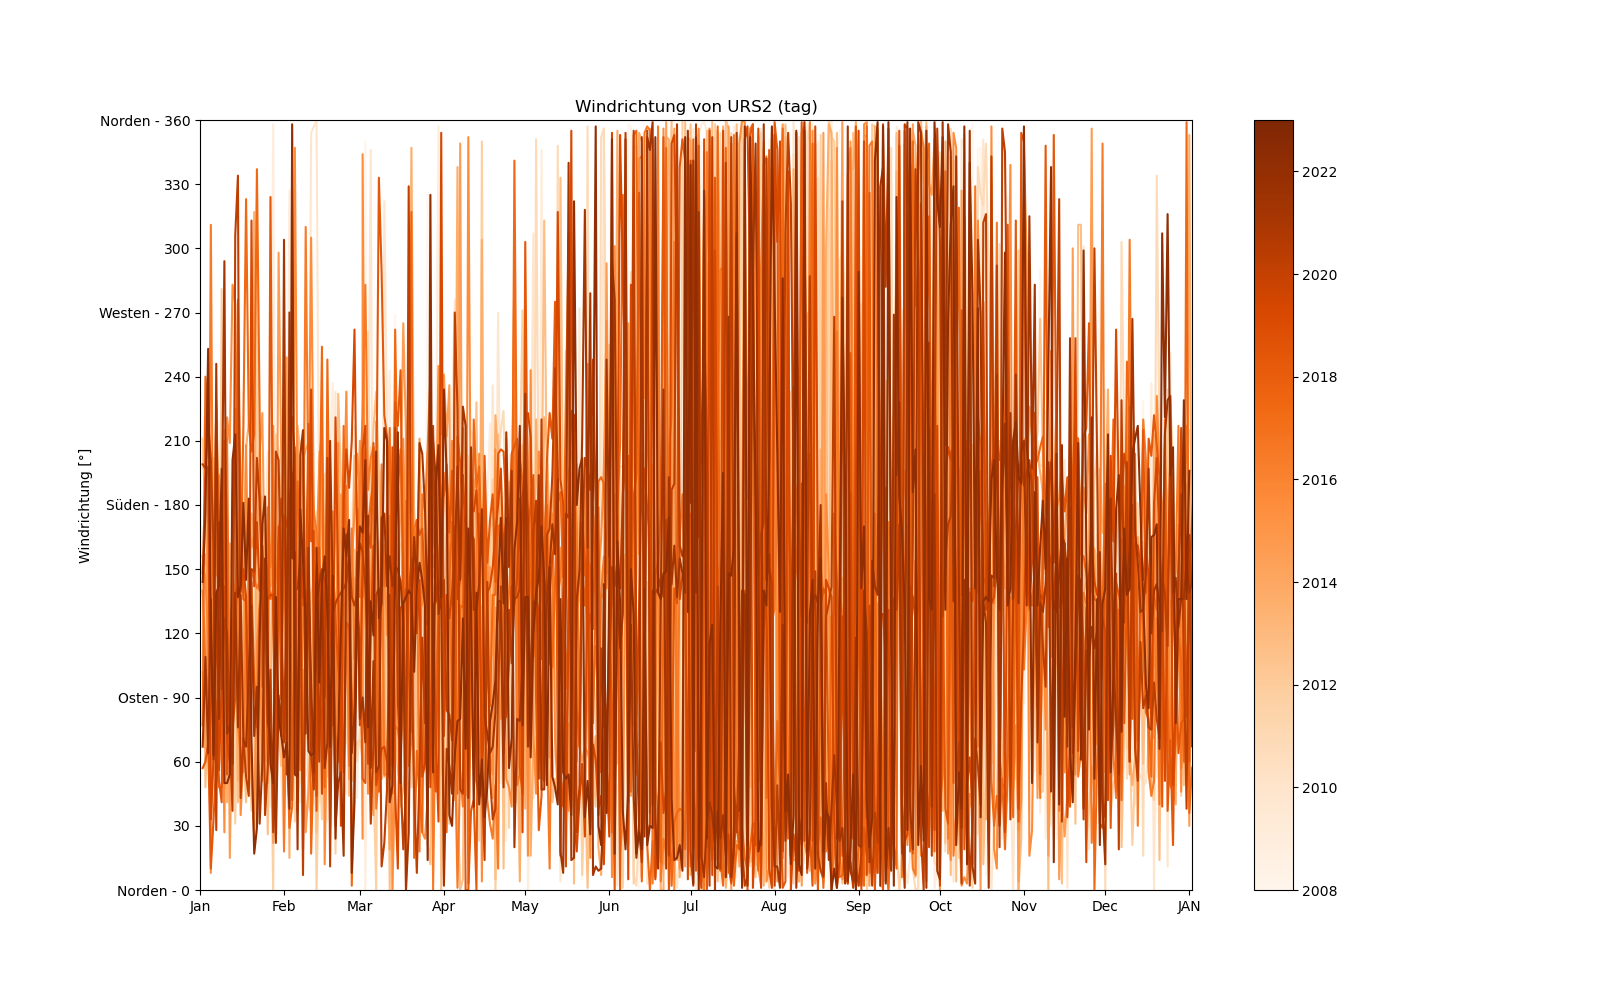 Windrichtung von URS2 (tag)
Norden - 360
330
300
Westen - 270
240
210
Süden - 180
150
120
Osten - 90
60
30
Norden - 0
Windrichtung [°]
Jan Feb Mar Apr May Jun Jul Aug Sep Oct Nov Dec JAN
2022
2020
2018
2016
2014
2012
2010
2008